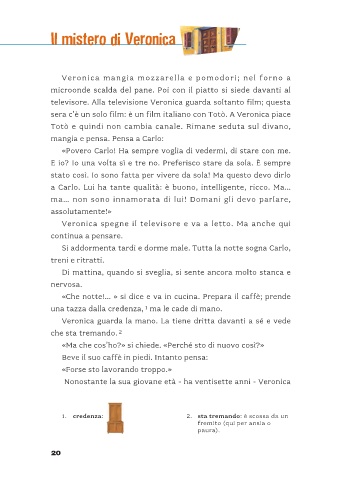 Il mistero di Veronica
Veronica mangia mozzarella e pomodori; nel forno a
microonde scalda del pane. Poi con il piatto si siede davanti al
televisore. Alla televisione Veronica guarda soltanto film; questa
sera c'è un solo film: è un film italiano con Totò. A Veronica piace
Totò e quindi non cambia canale. Rimane seduta sul divano,
mangia e pensa. Pensa a Carlo:
«Povero Carlo! Ha sempre voglia di vedermi, di stare con me.
E io? Io una volta sì e tre no. Preferisco stare da sola. È sempre
stato così. Io sono fatta per vivere da sola! Ma questo devo dirlo
a Carlo. Lui ha tante qualità: è buono, intelligente, ricco. Ma...
ma... non sono innamorata di lui! Domani gli devo parlare,
assolutamente!»
Veronica spegne il televisore e va a letto. Ma anche qui
continua a pensare.
Si addormenta tardi e dorme male. Tutta la notte sogna Carlo,
treni e ritratti.
Di mattina, quando si sveglia, si sente ancora molto stanca e
nervosa.
«Che notte!... » si dice e va in cucina. Prepara il caffè; prende
una tazza dalla credenza, 1 ma le cade di mano.
Veronica guarda la mano. La tiene dritta davanti a sé e vede
che sta tremando. 2
«Ma che cos'ho?» si chiede. «Perché sto di nuovo così?»
Beve il suo caffè in piedi. Intanto pensa:
«Forse sto lavorando troppo.»
Nonostante la sua giovane età - ha ventisette anni - Veronica
1. credenza:
2. sta tremando: è scossa da un
fremito (qui per ansia o
paura).
20